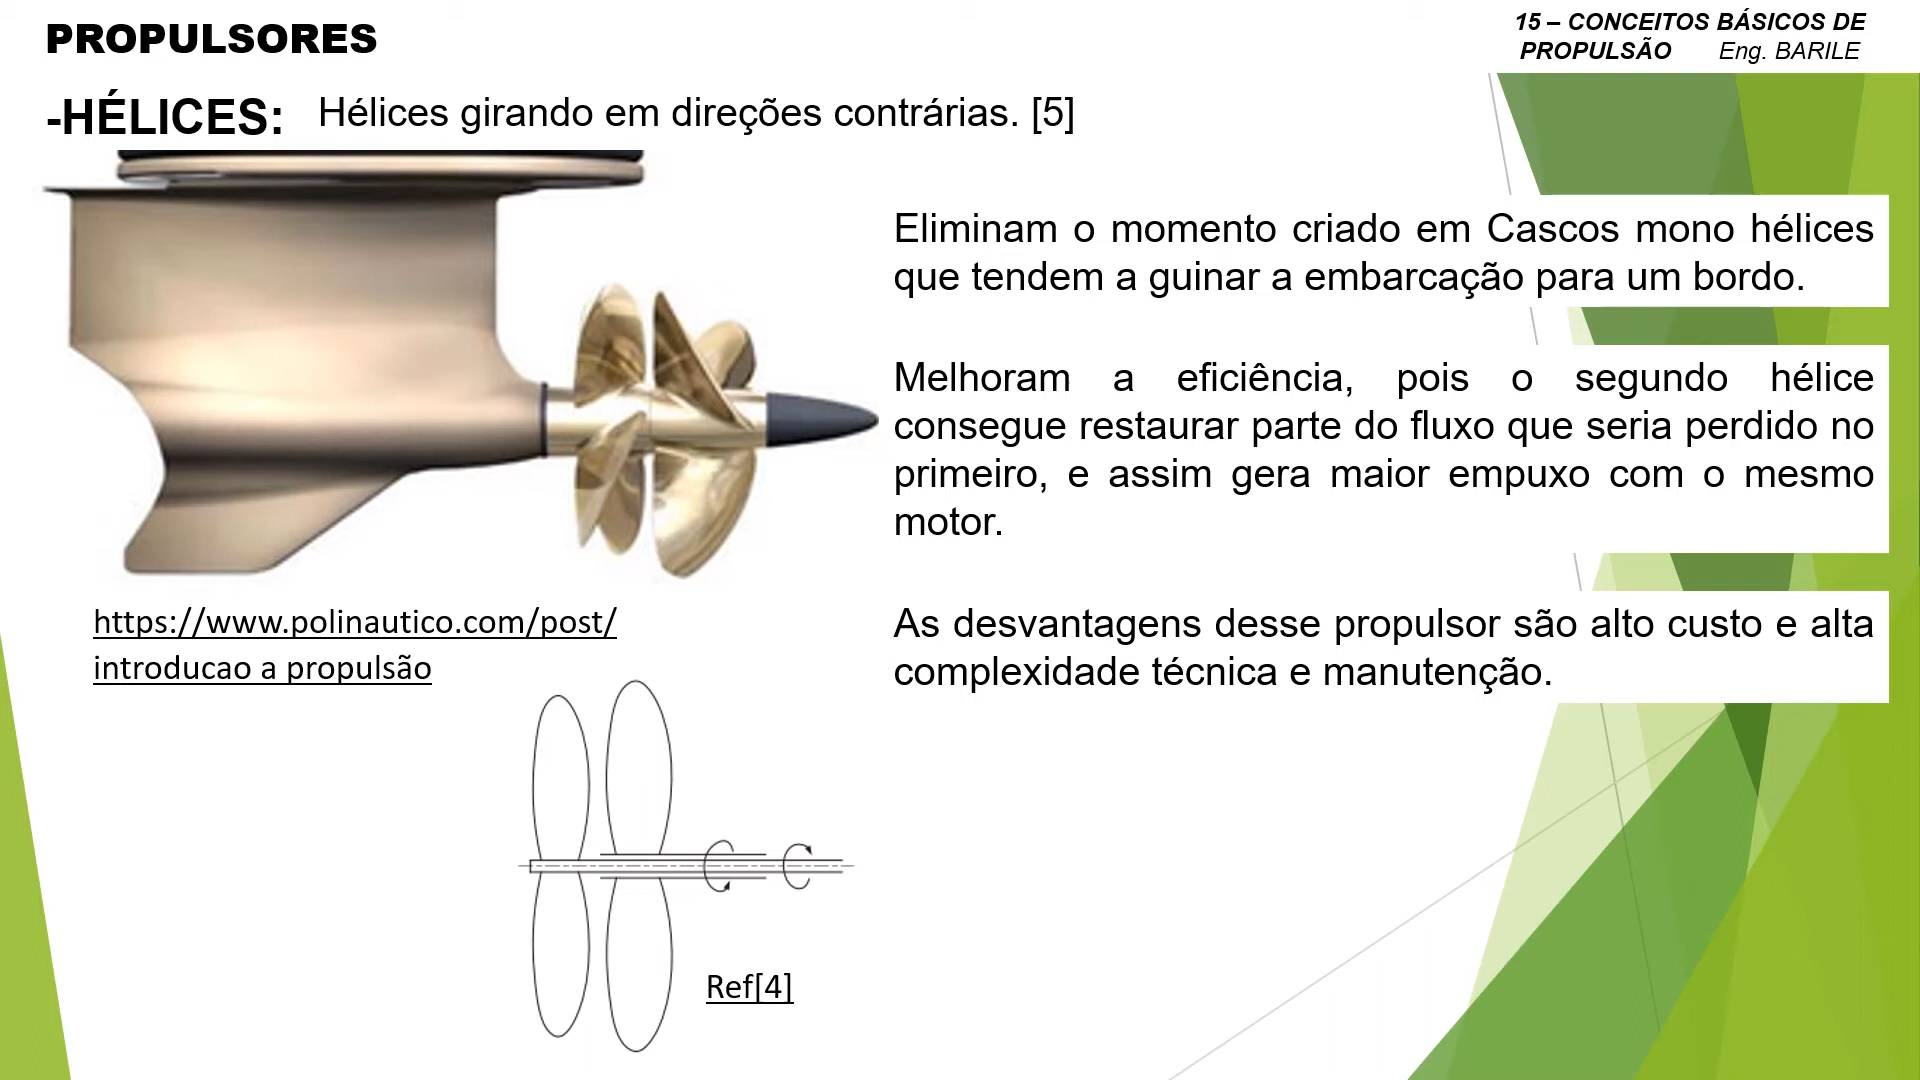 PROPULSORES
15 – CONCEITOS BÁSICOS DE
PROPULSÃO Eng. BARILE
-HÉLICES: Hélices girando em direções contrárias. [5]
Eliminam o momento criado em Cascos mono hélices
que tendem a guinar a embarcação para um bordo.
Melhoram a eficiência, pois o segundo hélice
consegue restaurar parte do fluxo que seria perdido no
primeiro, e assim gera maior empuxo com o mesmo
motor.
As desvantagens desse propulsor são alto custo e alta
complexidade técnica e manutenção.
https://www.polinautico.com/post/
introducao a propulsão
Ref[4]